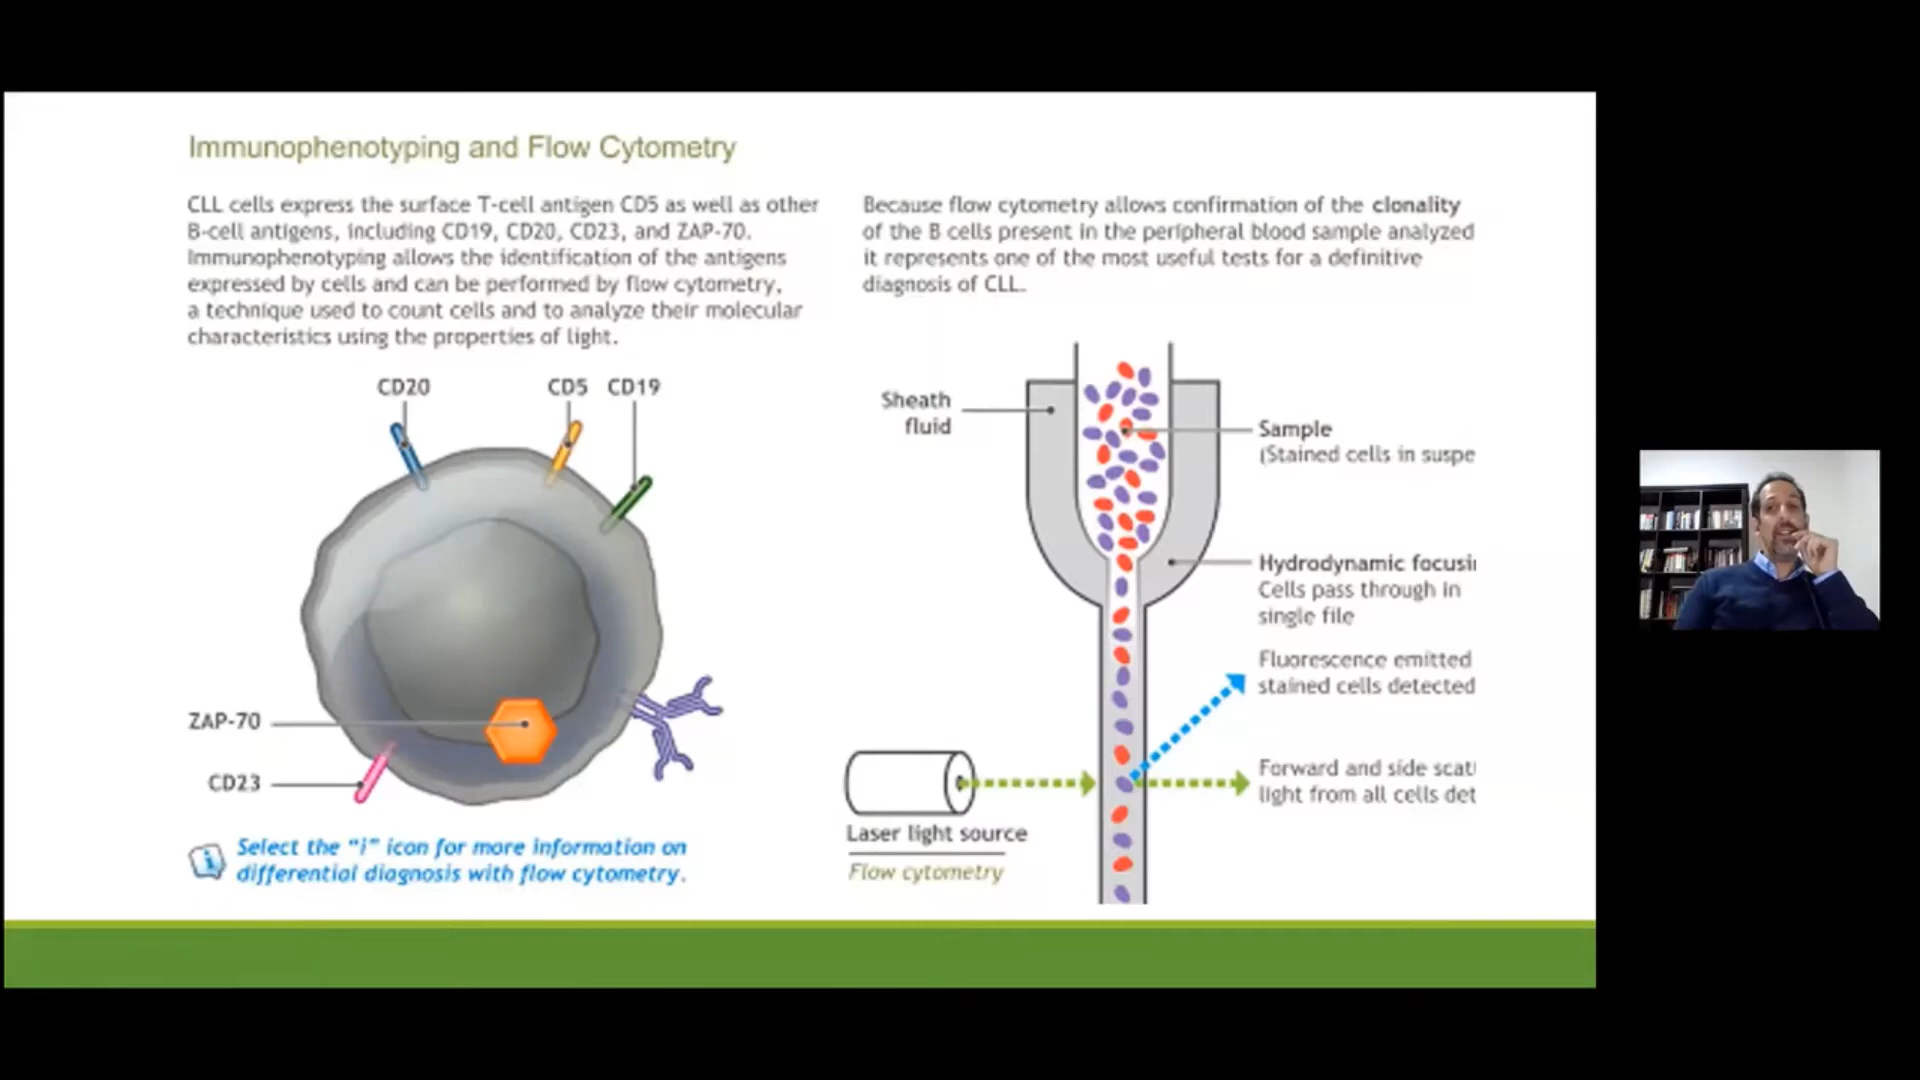 Immunophenotyping and Flow Cytometry
CLL cells express the surface T-cell antigen CD5 as well as other
B-cell antigens, including CD19, CD20, CD23, and ZAP-70.
Immunophenotyping allows the identification of the antigens
expressed by cells and can be performed by flow cytometry,
a technique used to count cells and to analyze their molecular
characteristics using the properties of light.
CD20
CD5
CD19
ZAP-70
CD23
Select the "i" icon for more information on
differential diagnosis with flow cytometry.
Because flow cytometry allows confirmation of the clonality
of the B cells present in the peripheral blood sample analyzed
it represents one of the most useful tests for a definitive
diagnosis of CLL.
Sheath
fluid
Sample
(Stained cells in suspe
Hydrodynamic focusi
Cells pass through in
single file
Fluorescence emitted
stained cells detected
Forward and side scat
light from all cells det
Laser light source
Flow cytometry